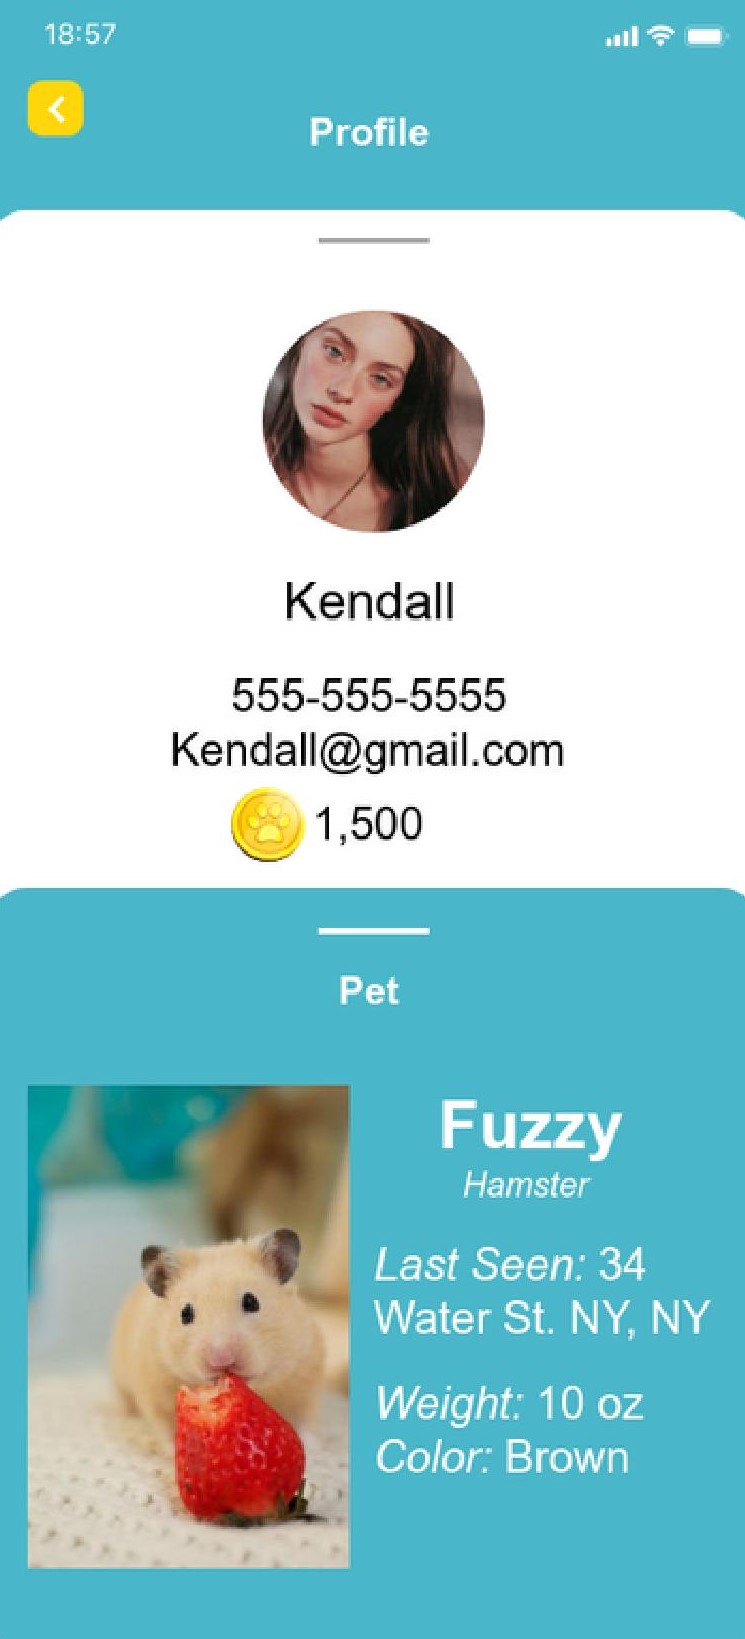 18:57
Profile
Kendall
555-555-5555
Kendall@gmail.com
1,500
Pet
Fuzzy
Hamster
Last Seen: 34
Water St. NY, NY
Weight: 10 oz
Color: Brown